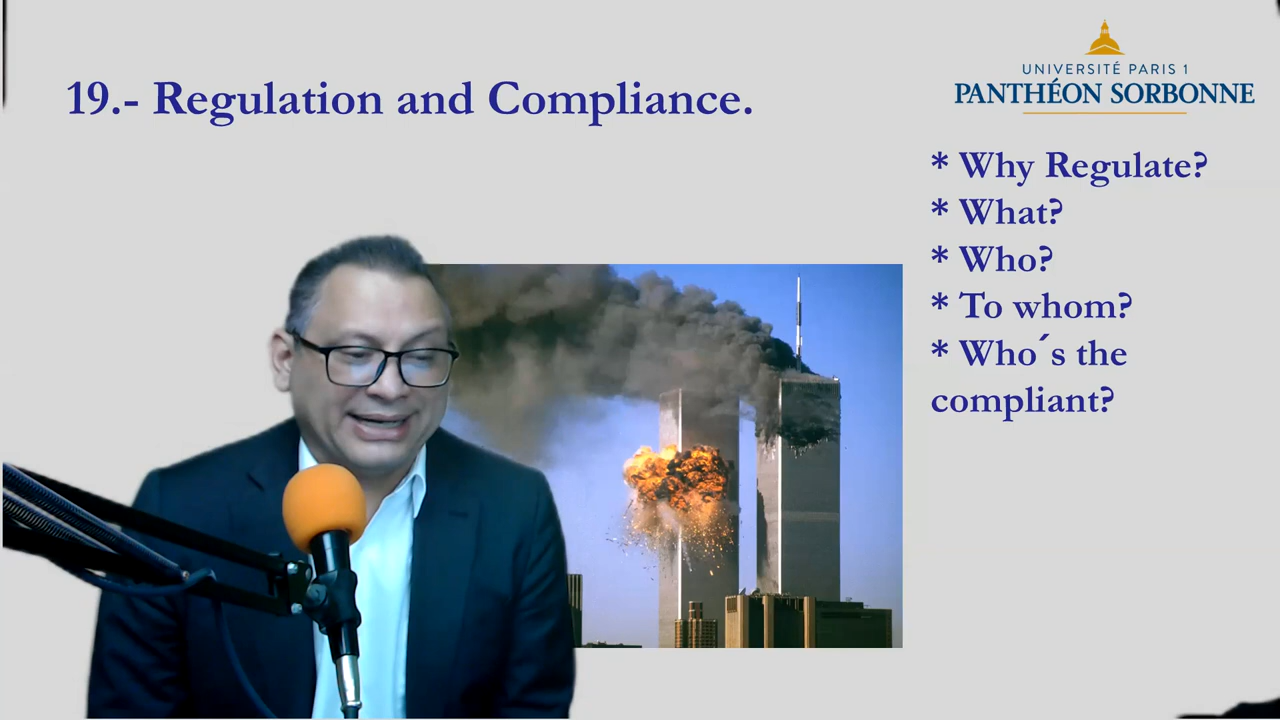 19.- Regulation and Compliance.
UNIVERSITÉ PARIS 1
PANTHÉON SORBONNE
* Why Regulate?
* What?
* Who?
* To whom?
* Who´s the
compliant?